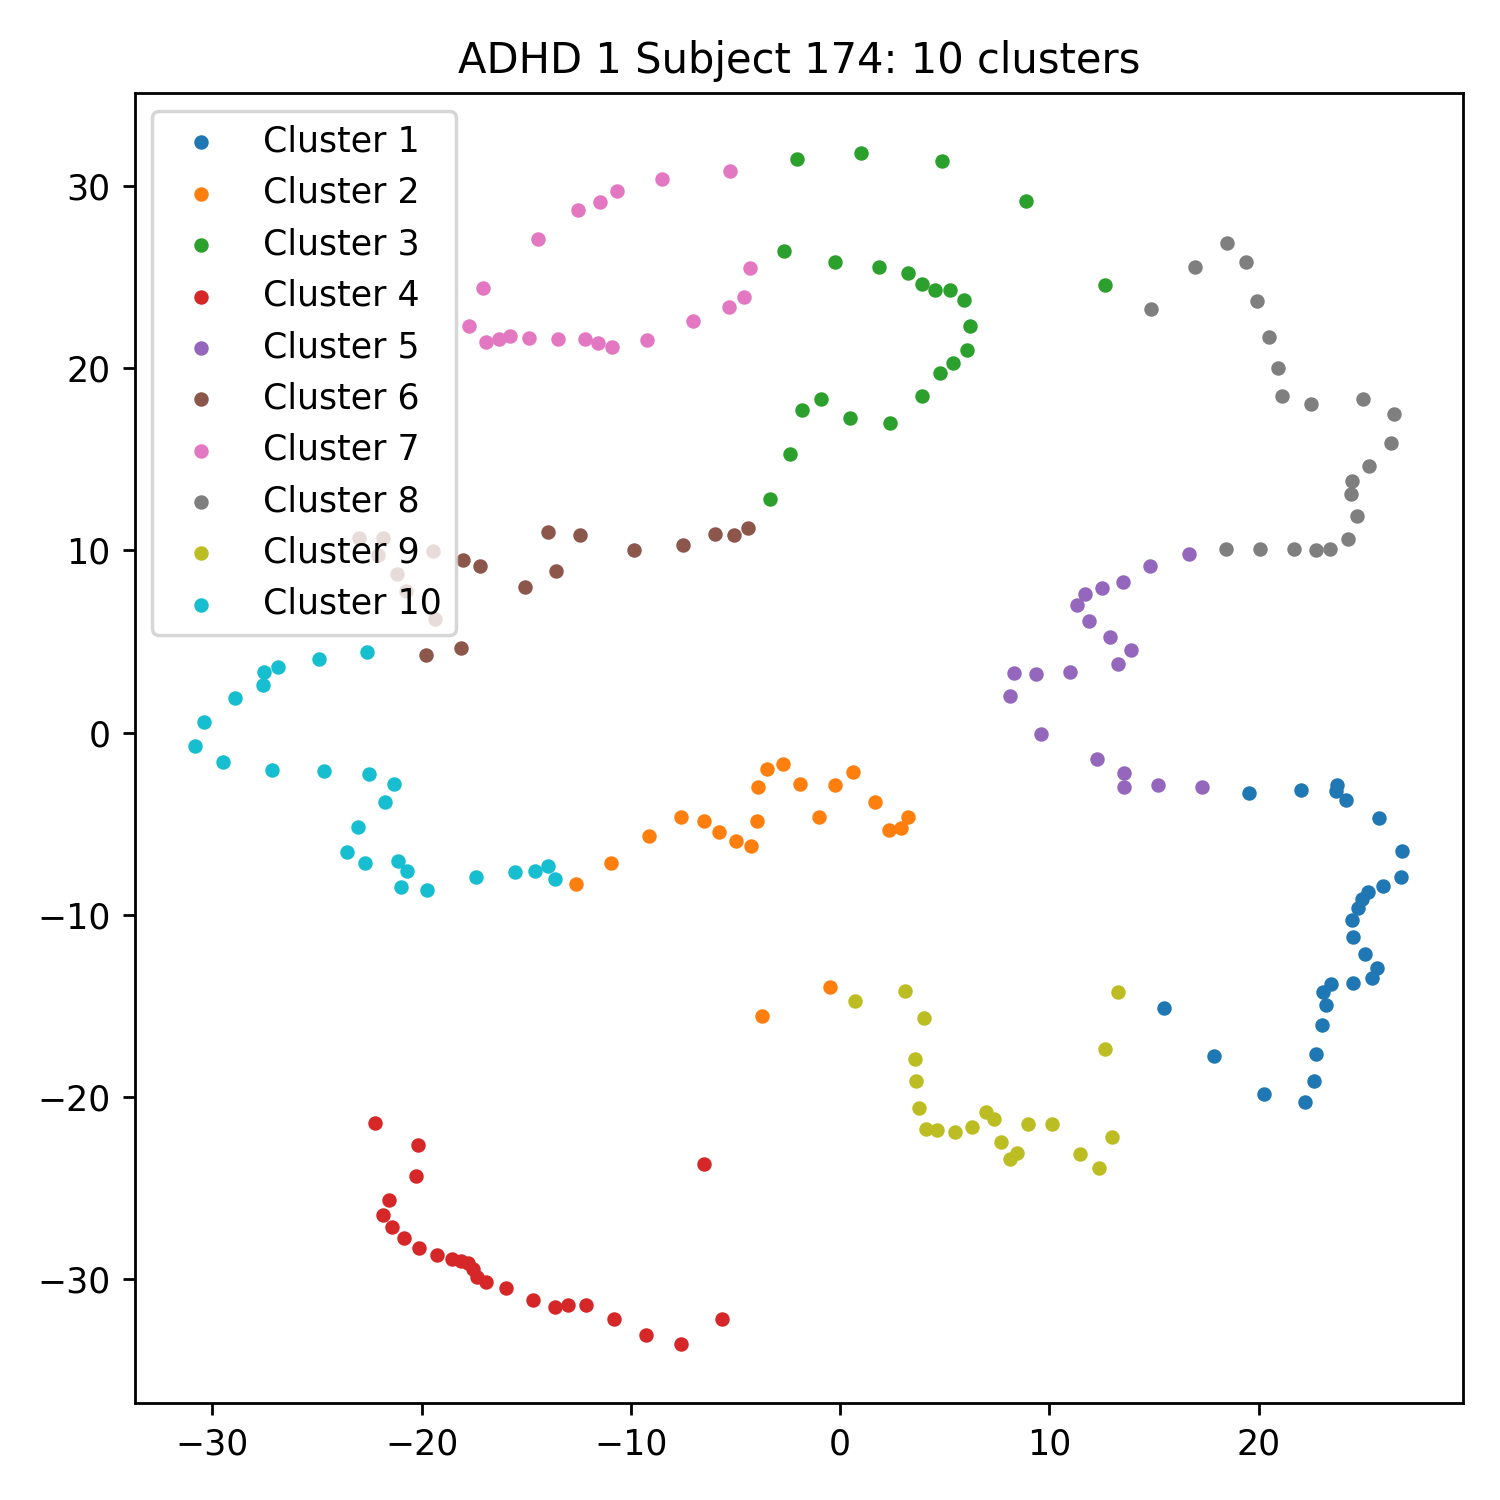 ADHD 1 Subject 174: 10 clusters
Cluster 1
Cluster 2
Cluster 3
Cluster 4
Cluster 5
Cluster 6
Cluster 7
Cluster 8
Cluster 9
Cluster 10
30
20
10
0
−10
−20
−30
−30 −20 −10 0 10 20